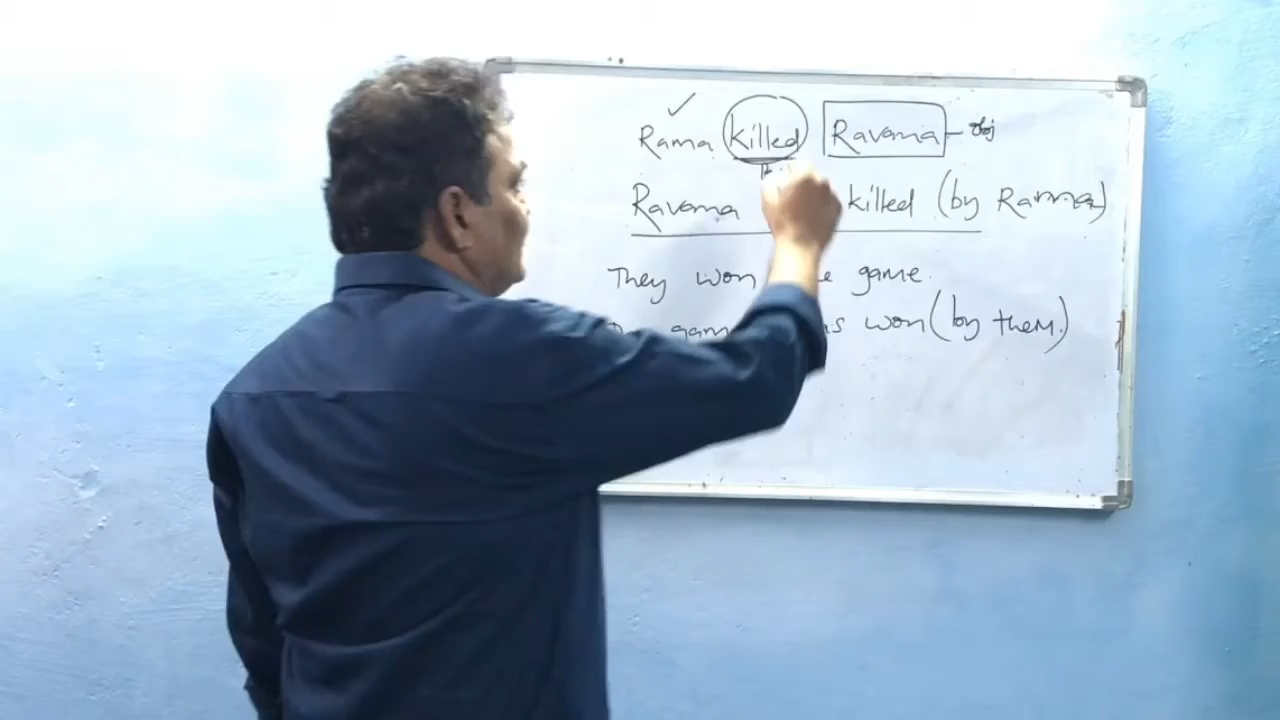 Rama killed Ravana - obj
Ravana killed (by Rama)
They won game.
won (by them.)